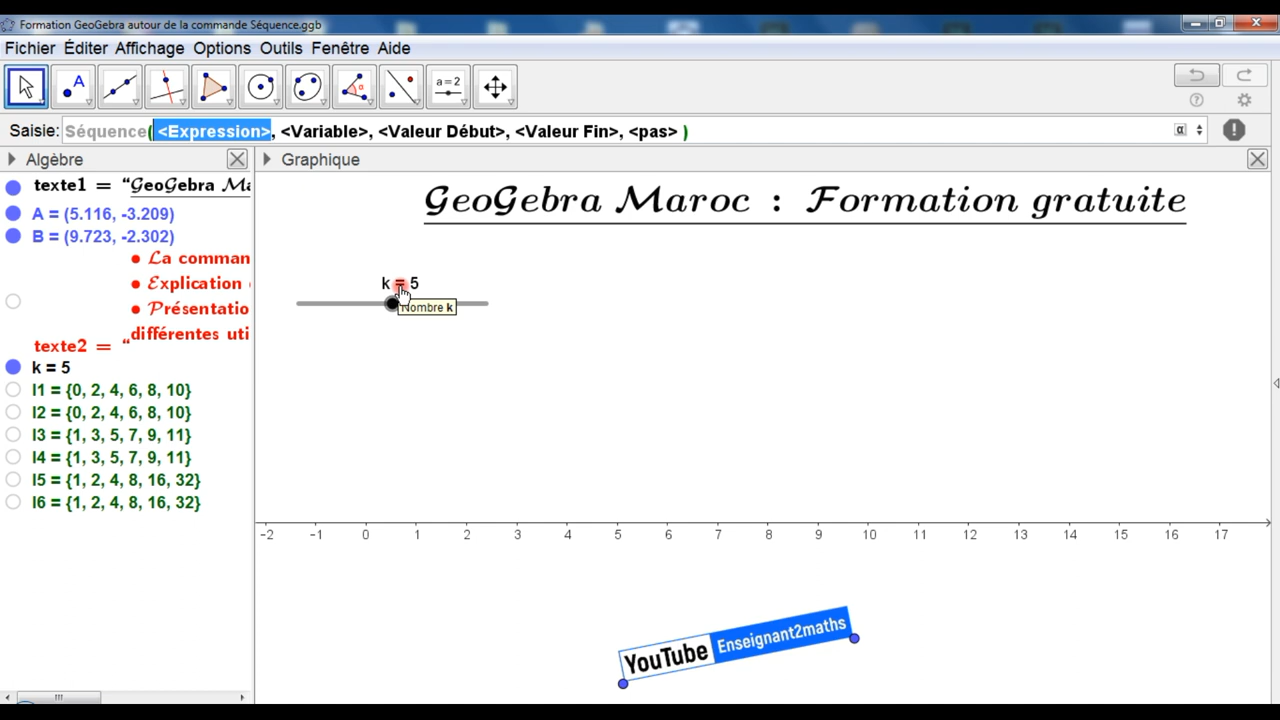 Formation GeoGebra autour de la commande Séquence.ggb
Fichier Éditer Affichage Options Outils Fenêtre Aide
A
α
a=2
Saisie: Séquence( <Expression>, <Variable>, <Valeur Début>, <Valeur Fin>, <pas> )
α
Algèbre
Graphique
texte1 = “GeoGebra Ma
A = (5.116, -3.209)
B = (9.723, -2.302)
• La comman
• Explication
• Présentatio
différentes uti
texte2 = “
k = 5
l1 = {0, 2, 4, 6, 8, 10}
l2 = {0, 2, 4, 6, 8, 10}
l3 = {1, 3, 5, 7, 9, 11}
l4 = {1, 3, 5, 7, 9, 11}
l5 = {1, 2, 4, 8, 16, 32}
l6 = {1, 2, 4, 8, 16, 32}
GeoGebra Maroc : Formation gratuite
k = 5
Nombre k
-2 -1 0 1 2 3 4 5 6 7 8 9 10 11 12 13 14 15 16 17
YouTube Enseignant2maths